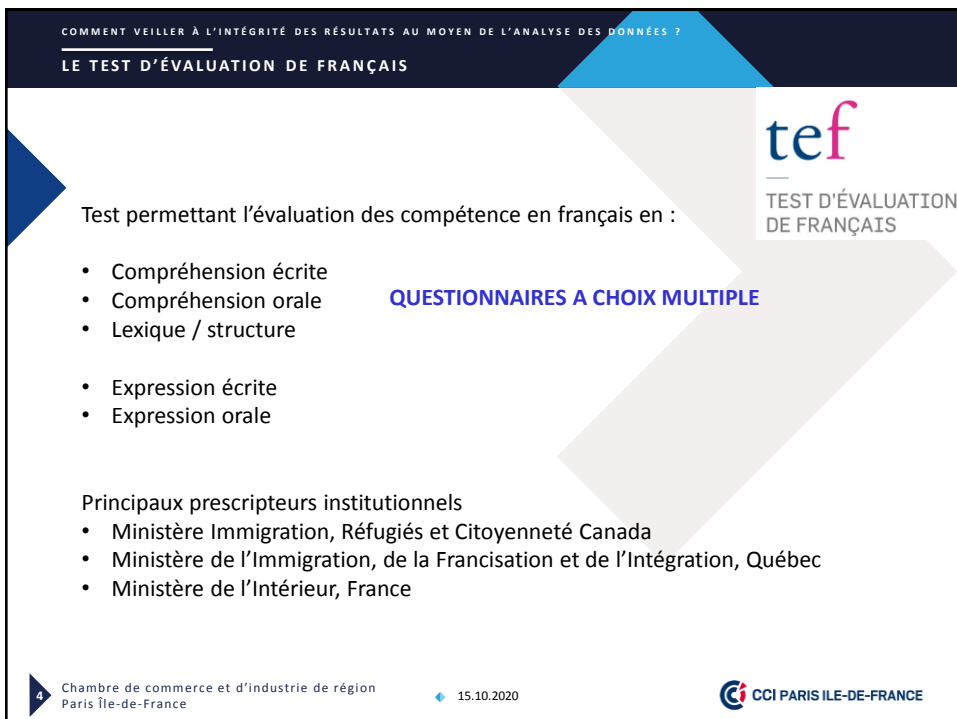 COMMENT VEILLER À L'INTÉGRITÉ DES RÉSULTATS AU MOYEN DE L'ANALYSE DES DONNÉES ?
LE TEST D'ÉVALUATION DE FRANÇAIS
tef
TEST D'ÉVALUATION
DE FRANÇAIS
Test permettant l'évaluation des compétence en français en :
• Compréhension écrite
• Compréhension orale
QUESTIONNAIRES A CHOIX MULTIPLE
• Lexique / structure
• Expression écrite
• Expression orale
Principaux prescripteurs institutionnels
• Ministère Immigration, Réfugiés et Citoyenneté Canada
• Ministère de l'Immigration, de la Francisation et de l'Intégration, Québec
• Ministère de l'Intérieur, France
4
Chambre de commerce et d'industrie de région
Paris Île-de-France
15.10.2020
CCI PARIS ILE-DE-FRANCE